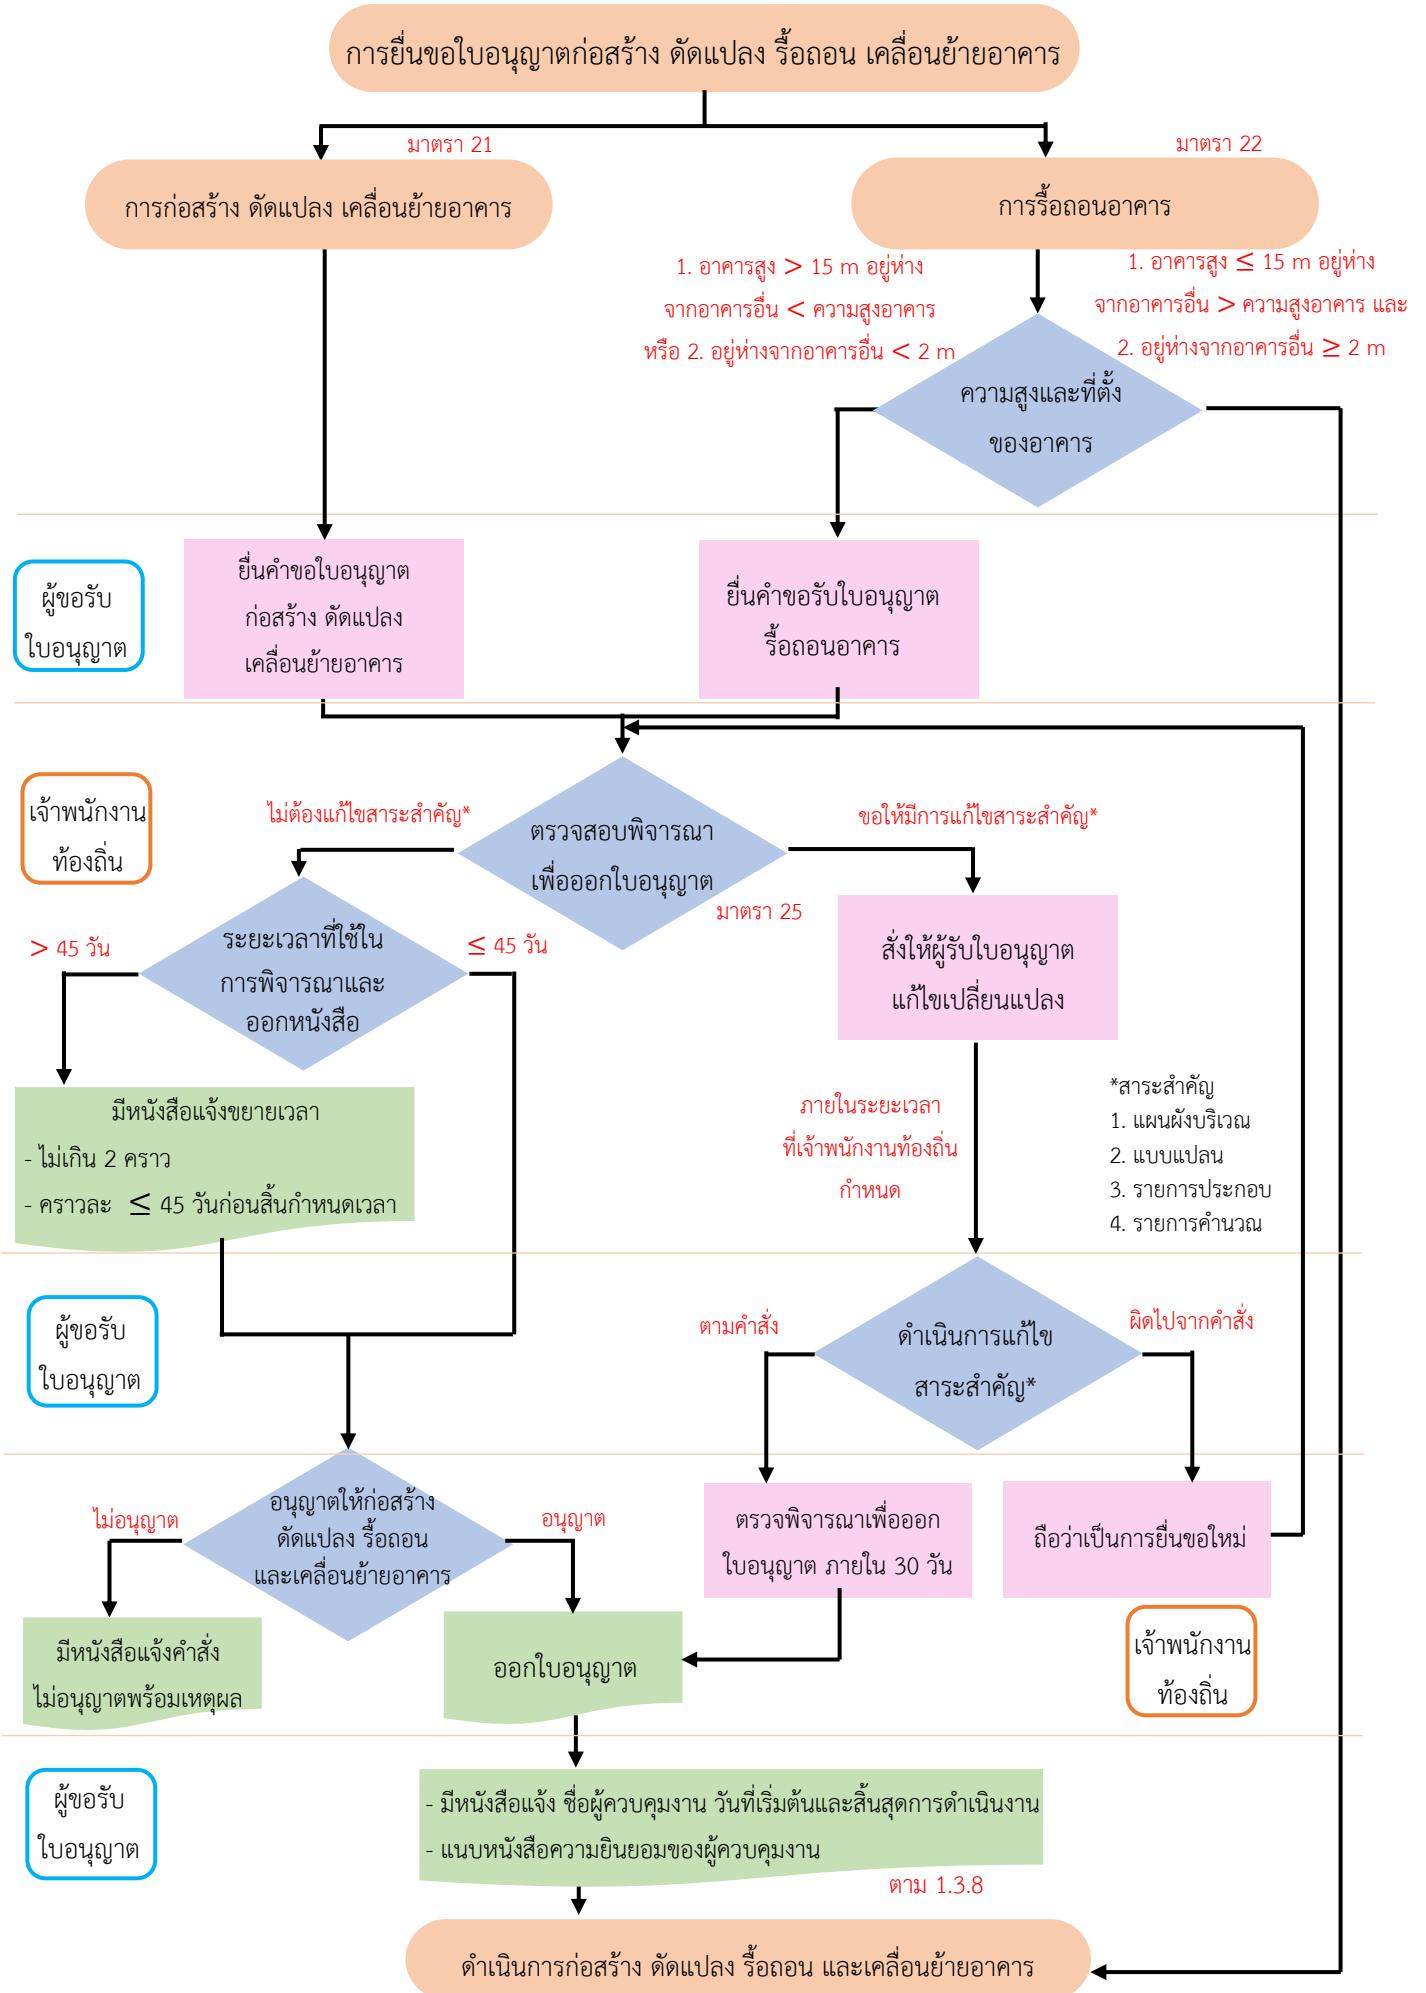 การยื่นขอใบอนุญาตก่อสร้าง ดัดแปลง รื้อถอน เคลื่อนย้ายอาคาร
มาตรา 21
มาตรา 22
การก่อสร้าง ดัดแปลง เคลื่อนย้ายอาคาร
การรื้อถอนอาคาร
1. อาคารสูง > 15 m อยู่ห่าง
จากอาคารอื่น < ความสูงอาคาร
หรือ 2. อยู่ห่างจากอาคารอื่น < 2 m
1. อาคารสูง ≤ 15 m อยู่ห่าง
จากอาคารอื่น > ความสูงอาคาร และ
2. อยู่ห่างจากอาคารอื่น ≥ 2 m
ความสูงและที่ตั้ง
ของอาคาร
ผู้ขอรับ
ใบอนุญาต
ยื่นคำขอใบอนุญาต
ก่อสร้าง ดัดแปลง
เคลื่อนย้ายอาคาร
ยื่นคำขอรับใบอนุญาต
รื้อถอนอาคาร
เจ้าพนักงาน
ท้องถิ่น
ไม่ต้องแก้ไขสาระสำคัญ*
ตรวจสอบพิจารณา
เพื่อออกใบอนุญาต
ขอให้มีการแก้ไขสาระสำคัญ*
มาตรา 25
> 45 วัน
ระยะเวลาที่ใช้ใน
การพิจารณาและ
ออกหนังสือ
≤ 45 วัน
สั่งให้ผู้รับใบอนุญาต
แก้ไขเปลี่ยนแปลง
มีหนังสือแจ้งขยายเวลา
- ไม่เกิน 2 คราว
- คราวละ ≤ 45 วันก่อนสิ้นกำหนดเวลา
ภายในระยะเวลา
ที่เจ้าพนักงานท้องถิ่น
กำหนด
*สาระสำคัญ
1. แผนผังบริเวณ
2. แบบแปลน
3. รายการประกอบ
4. รายการคำนวณ
ผู้ขอรับ
ใบอนุญาต
ตามคำสั่ง
ดำเนินการแก้ไข
สาระสำคัญ*
ผิดไปจากคำสั่ง
ไม่อนุญาต
อนุญาตให้ก่อสร้าง
ดัดแปลง รื้อถอน
และเคลื่อนย้ายอาคาร
อนุญาต
ตรวจพิจารณาเพื่อออก
ใบอนุญาต ภายใน 30 วัน
ถือว่าเป็นการยื่นขอใหม่
มีหนังสือแจ้งคำสั่ง
ไม่อนุญาตพร้อมเหตุผล
ออกใบอนุญาต
เจ้าพนักงาน
ท้องถิ่น
ผู้ขอรับ
ใบอนุญาต
- มีหนังสือแจ้ง ชื่อผู้ควบคุมงาน วันที่เริ่มต้นและสิ้นสุดการดำเนินงาน
- แนบหนังสือความยินยอมของผู้ควบคุมงาน
ตาม 1.3.8
ดำเนินการก่อสร้าง ดัดแปลง รื้อถอน และเคลื่อนย้ายอาคาร